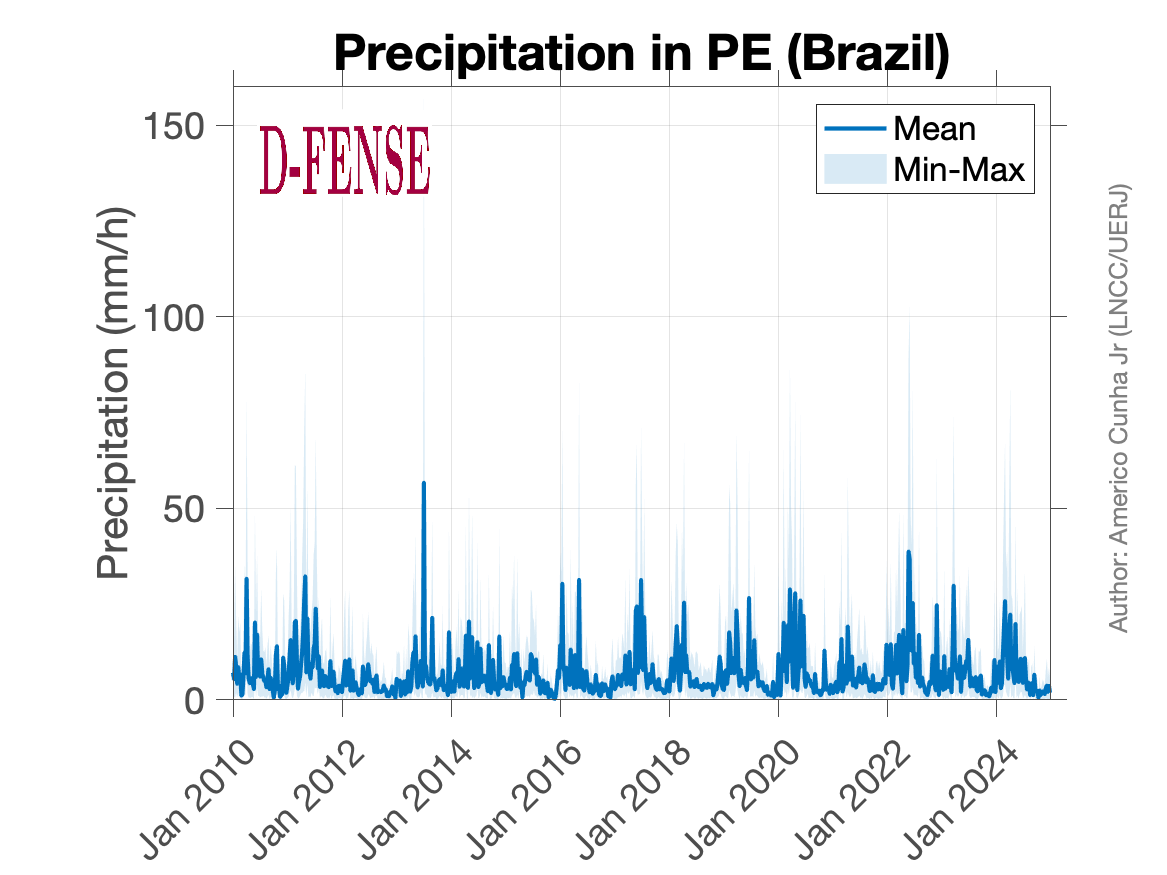 Precipitation in PE (Brazil)
D-FENSE
Mean
Min-Max
Precipitation (mm/h)
150
100
50
0
Jan 2010
Jan 2012
Jan 2014
Jan 2016
Jan 2018
Jan 2020
Jan 2022
Jan 2024
Author: Americo Cunha Jr (LNCC/UERJ)